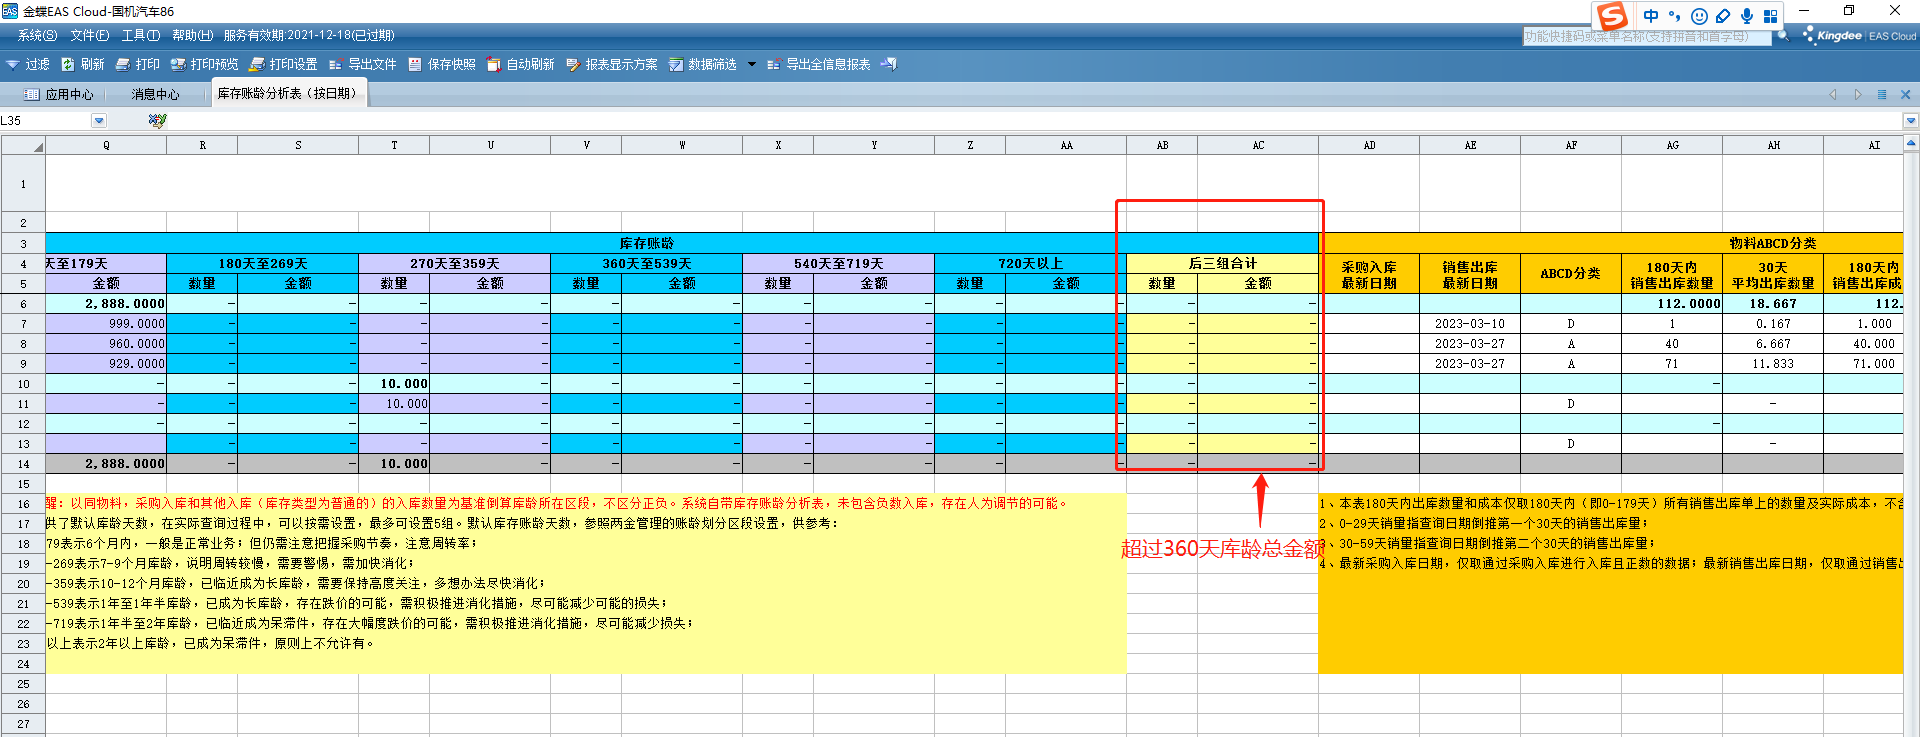 金蝶EAS Cloud-国机汽车86
中
系统(S) 文件(F) 工具(T) 帮助(H) 服务有效期:2021-12-18(已过期)
功能快捷码或菜单名称(支持拼音和首字母)
Kingdee | EAS Cloud
过滤 刷新 打印 打印预览 打印设置 导出文件 保存快照 自动刷新 报表显示方案 数据筛选 导出全信息报表
应用中心 消息中心 库存账龄分析表（按日期）
L35
Q R S T U V W X Y Z AA AB AC AD AE AF AG AH AI
1
2
3 库存账龄 物料ABCD分类
4 天至179天 180天至269天 270天至359天 360天至539天 540天至719天 720天以上 后三组合计 采购入库 最新日期 销售出库 最新日期 ABCD分类 180天内 销售出库数量 30天 平均出库数量 180天内 销售出库成
5 金额 数量 金额 数量 金额 数量 金额 数量 金额 数量 金额 数量 金额
6 2,888.0000 – – – – – – – – – – – – 112.0000 18.667 112.
7 999.0000 – – – – – – – – – – – – 2023-03-10 D 1 0.167 1.000
8 960.0000 – – – – – – – – – – – – 2023-03-27 A 40 6.667 40.000
9 929.0000 – – – – – – – – – – – – 2023-03-27 A 71 11.833 71.000
10 – – – 10.000 – – – – – – – – – –
11 – – – 10.000 – – – – – – – – – D –
12 – – – – – – – – – – – – – –
13 – – – – – – – – – – – – D –
14 2,888.0000 – – 10.000 – – – – – – – – –
15
16 醒：以同物料，采购入库和其他入库（库存类型为普通的）的入库数量为基准倒算库龄所在区段，不区分正负。系统自带库存账龄分析表，未包含负数入库，存在人为调节的可能。
1、本表180天内出库数量和成本仅取180天内（即0-179天）所有销售出库单上的数量及实际成本，不含
17 供了默认库龄天数，在实际查询过程中，可以按需设置，最多可设置5组。默认库存账龄天数，参照两金管理的账龄划分区段设置，供参考：
2、0-29天销量指查询日期倒推第一个30天的销售出库量；
18 79表示6个月内，一般是正常业务；但仍需注意把握采购节奏，注意周转率；
超过360天库龄总金额
、30-59天销量指查询日期倒推第二个30天的销售出库量；
19 -269表示7-9个月库龄，说明周转较慢，需要警惕，需加快消化；
4、最新采购入库日期，仅取通过采购入库进行入库且正数的数据；最新销售出库日期，仅取通过销售出
20 -359表示10-12个月库龄，已临近成为长库龄，需要保持高度关注，多想办法尽快消化；
21 -539表示1年至1年半库龄，已成为长库龄，存在跌价的可能，需积极推进消化措施，尽可能减少可能的损失；
22 -719表示1年半至2年库龄，已临近成为呆滞件，存在大幅度跌价的可能，需积极推进消化措施，尽可能减少损失；
23 以上表示2年以上库龄，已成为呆滞件，原则上不允许有。
24
25
26
27